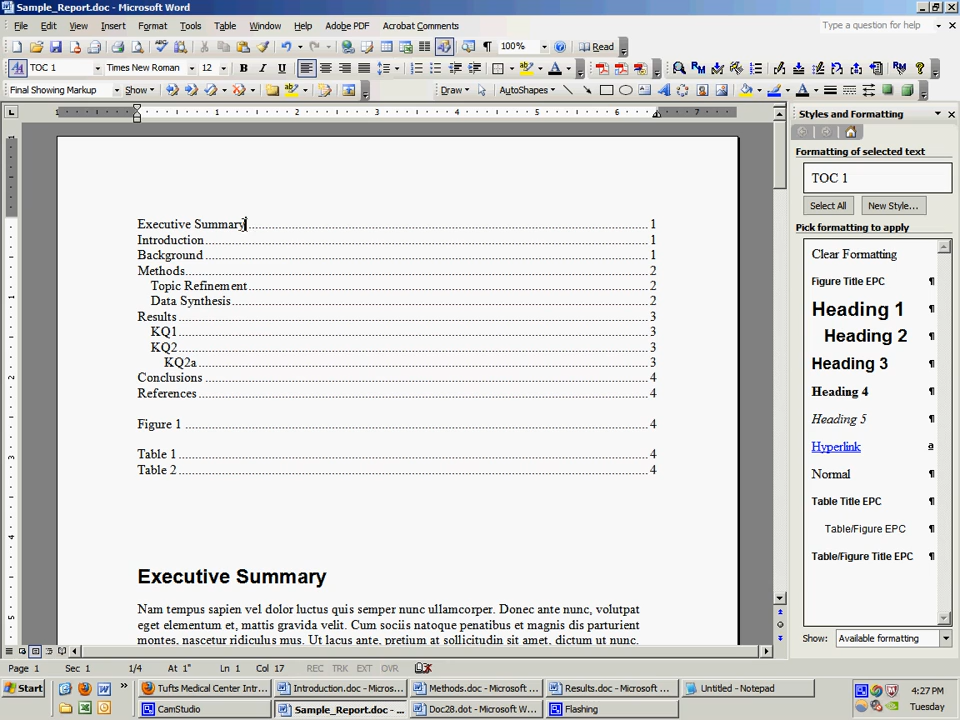 Sample_Report.doc - Microsoft Word
File Edit View Insert Format Tools Table Window Help Adobe PDF Acrobat Comments Type a question for help
100% Read
TOC 1 Times New Roman 12 B I U
Final Showing Markup Show Draw AutoShapes
1 1 2 3 4 5 6 7
Styles and Formatting
Formatting of selected text
TOC 1
Select All New Style...
Pick formatting to apply
Clear Formatting
Figure Title EPC
Heading 1
Heading 2
Heading 3
Heading 4
Heading 5
Hyperlink a
Normal
Table Title EPC
Table/Figure EPC
Table/Figure Title EPC
Show: Available formatting
Executive Summary 1
Introduction 1
Background 1
Methods 2
Topic Refinement 2
Data Synthesis 2
Results 3
KQ1 3
KQ2 3
KQ2a 3
Conclusions 4
References 4
Figure 1 4
Table 1 4
Table 2 4
Executive Summary
Nam tempus sapien vel dolor luctus quis semper nunc ullamcorper. Donec ante nunc, volutpat
eget elementum et, mattis gravida velit. Cum sociis natoque penatibus et magnis dis parturient
montes, nascetur ridiculus mus. Ut lacus ante, pretium at sollicitudin sit amet, dictum ut nunc.
Page 1 Sec 1 1/4 At 1" Ln 1 Col 17 REC TRK EXT OVR
Start » Tufts Medical Center Intr... Introduction.doc - Micros... Methods.doc - Microsoft ... Results.doc - Microsoft ... Untitled - Notepad 4:27 PM
CamStudio Sample_Report.doc - ... Doc28.dot - Microsoft W... Flashing Tuesday